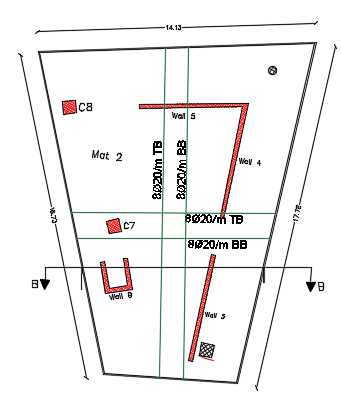 14.13
C8
Wall 5
Mat 2
8Ø20/m TB
8Ø20/m BB
Wall 4
17.78
8Ø20/m TB
C7
8Ø20/m BB
B
B
Wall 9
Wall 3